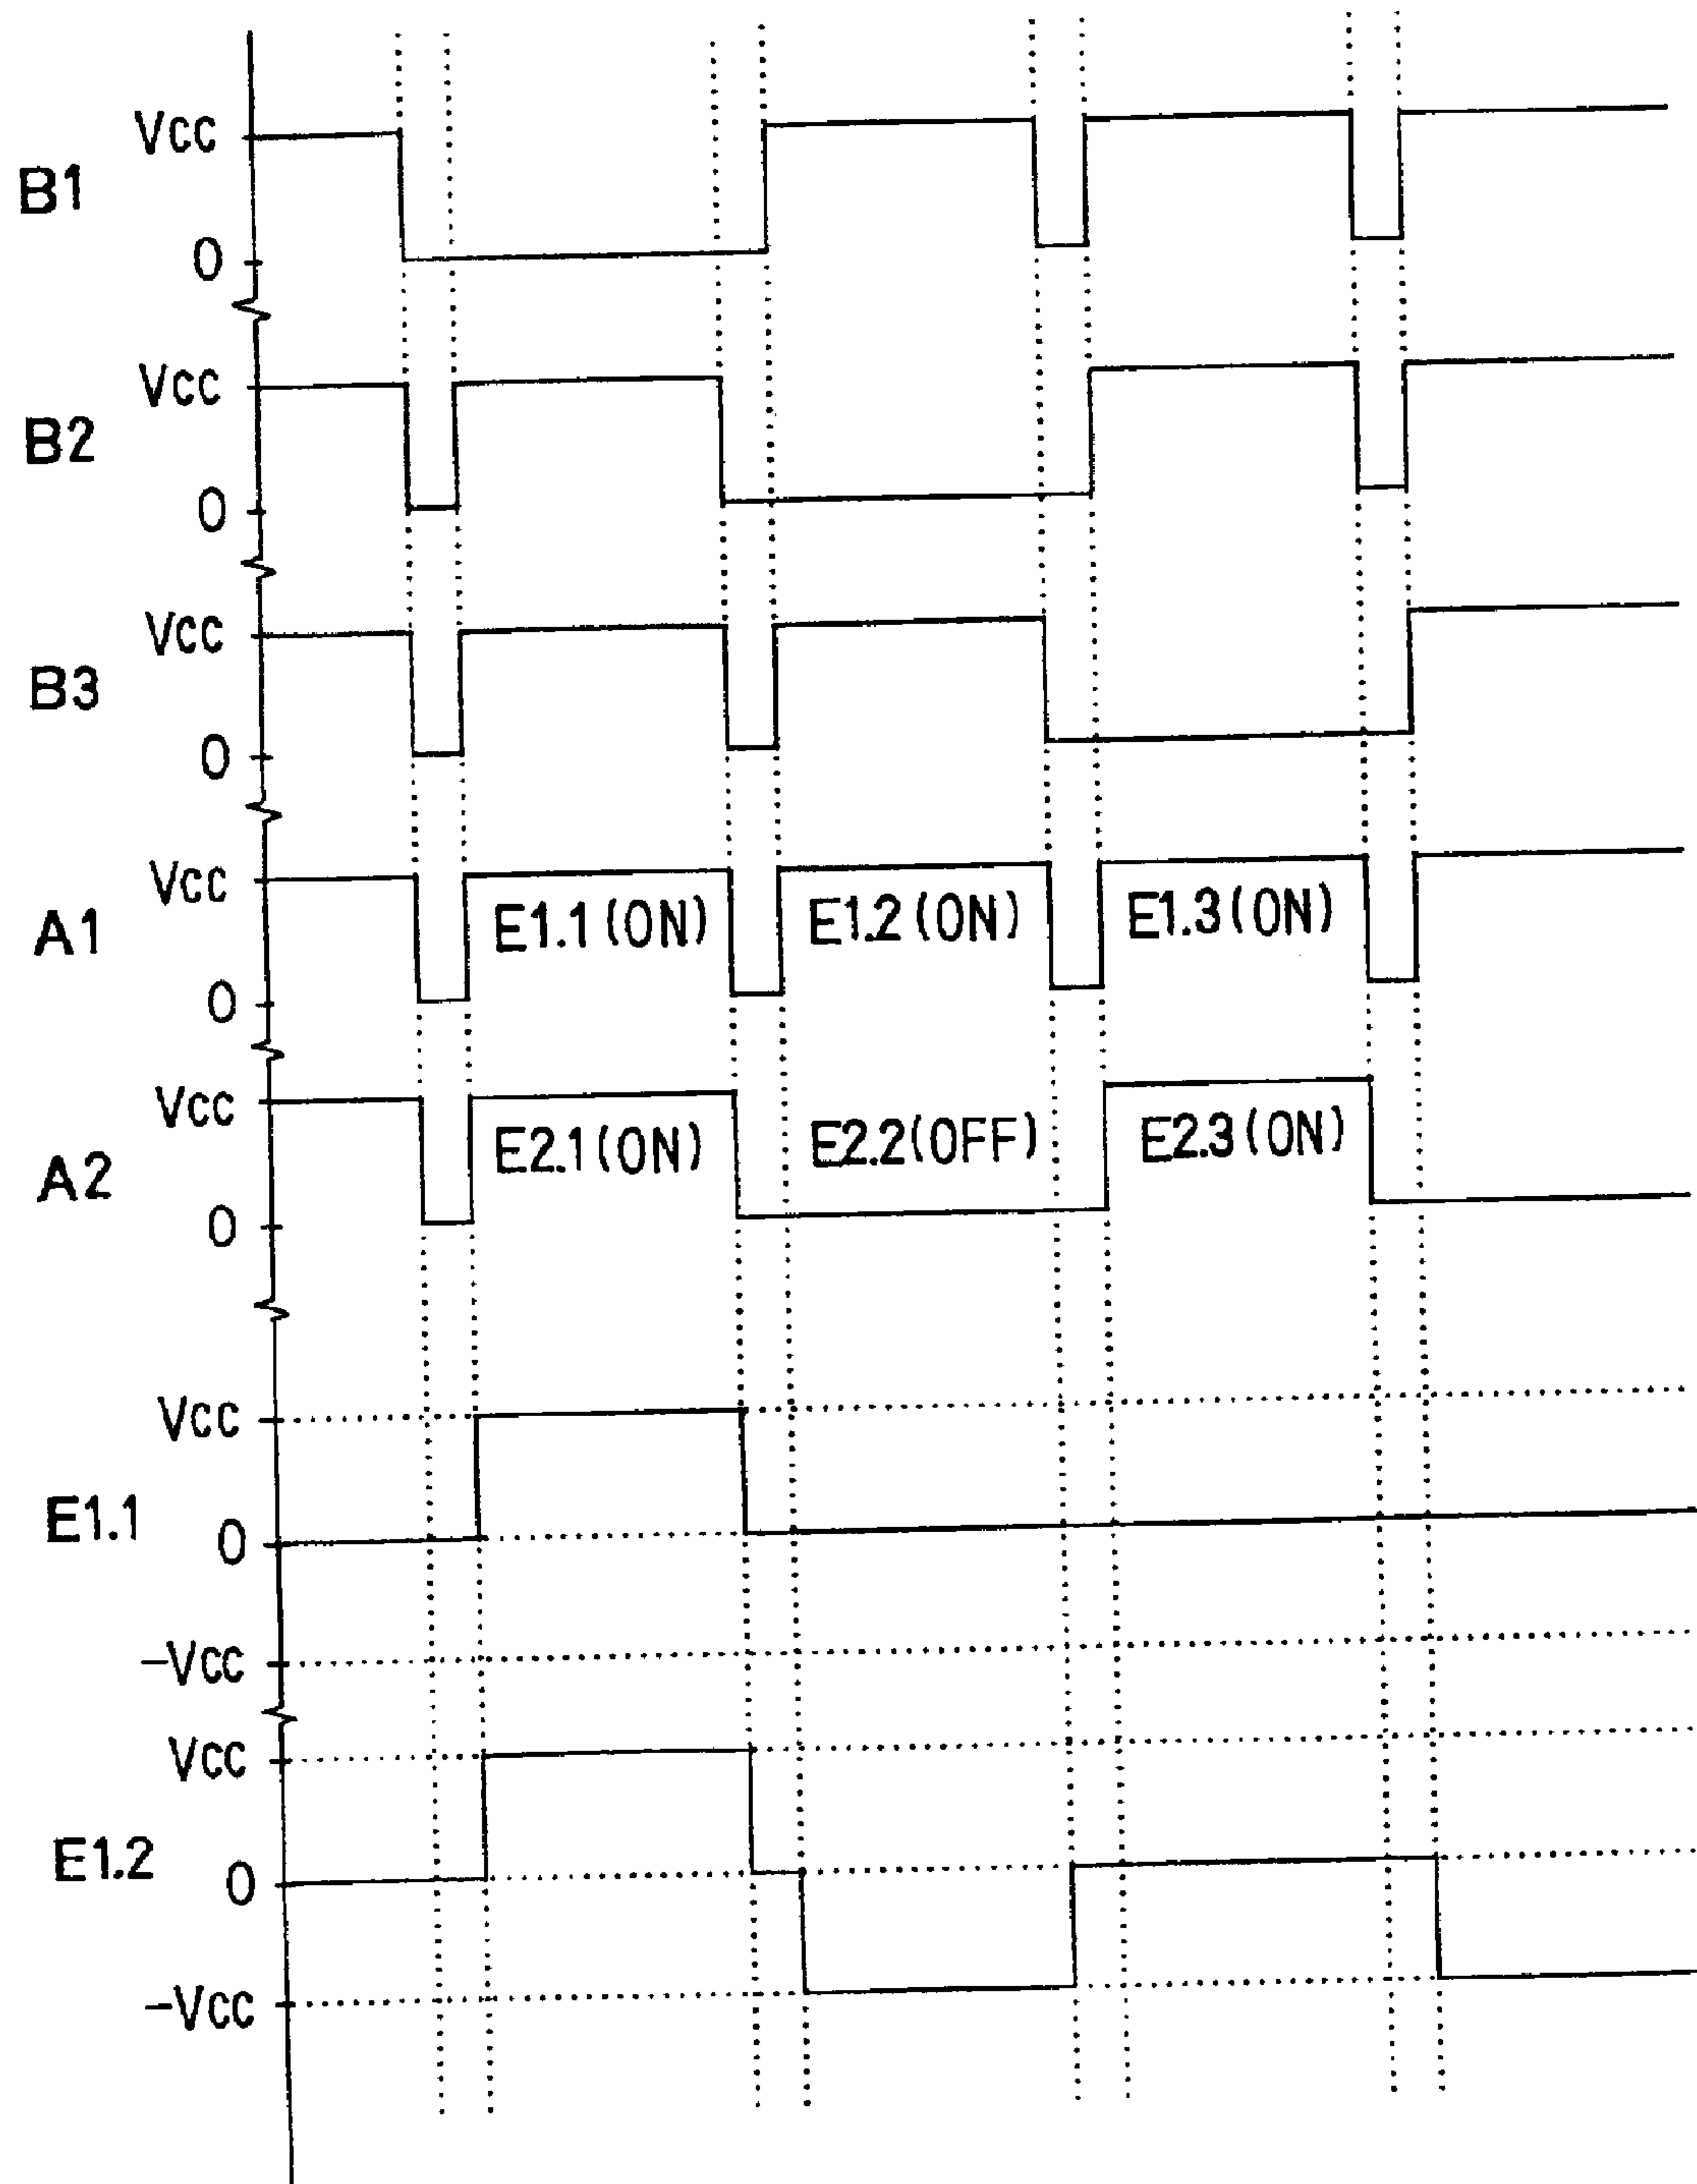 Vcc
B1
0
Vcc
B2
0
Vcc
B3
0
Vcc
A1
E1.1(ON) E1.2(ON) E1.3(ON)
0
Vcc
A2
E2.1(ON) E2.2(OFF) E2.3(ON)
0
Vcc
E1.1
0
-Vcc
Vcc
E1.2
0
-Vcc